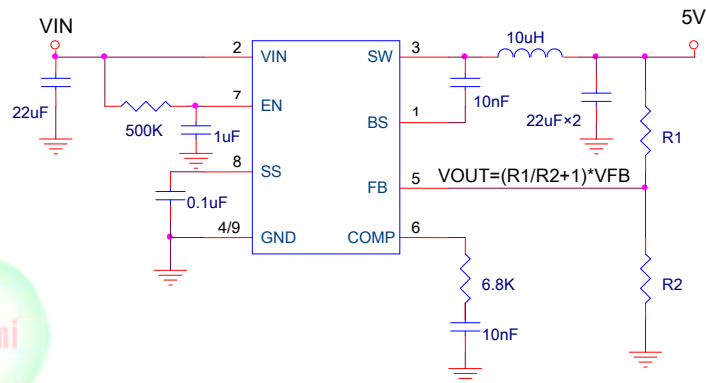 VIN
5V
10uH
2
VIN
SW
3
22uF
7
EN
10nF
500K
1uF
BS
1
22uF×2
R1
8
SS
FB
5
VOUT=(R1/R2+1)*VFB
0.1uF
4/9
GND
COMP
6
6.8K
R2
10nF
mi